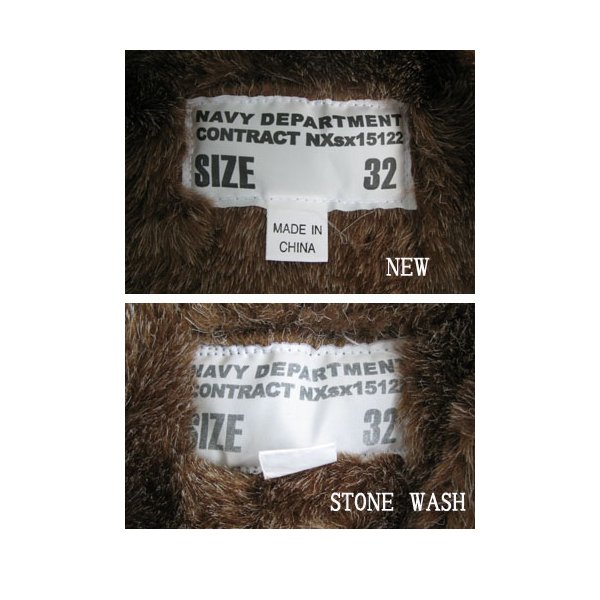 NAVY DEPARTMENT
CONTRACT NXsx15122
SIZE 32
MADE IN
CHINA
NEW
NAVY DEPARTMENT
CONTRACT NXsx15122
SIZE 32
STONE WASH